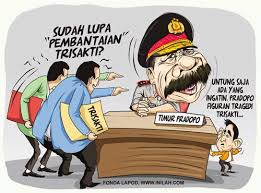 SUDAH LUPA
"PEMBANTAIAN"
TRISAKTI?
UNTUNG SAJA
ADA YANG
INGATIN, PRADOPO
FIGURAN TRAGEDI
TRISAKTI...
TRISAKTI
TIMUR PRADOPO
FONDA LAPOD, WWW.INILAH.COM